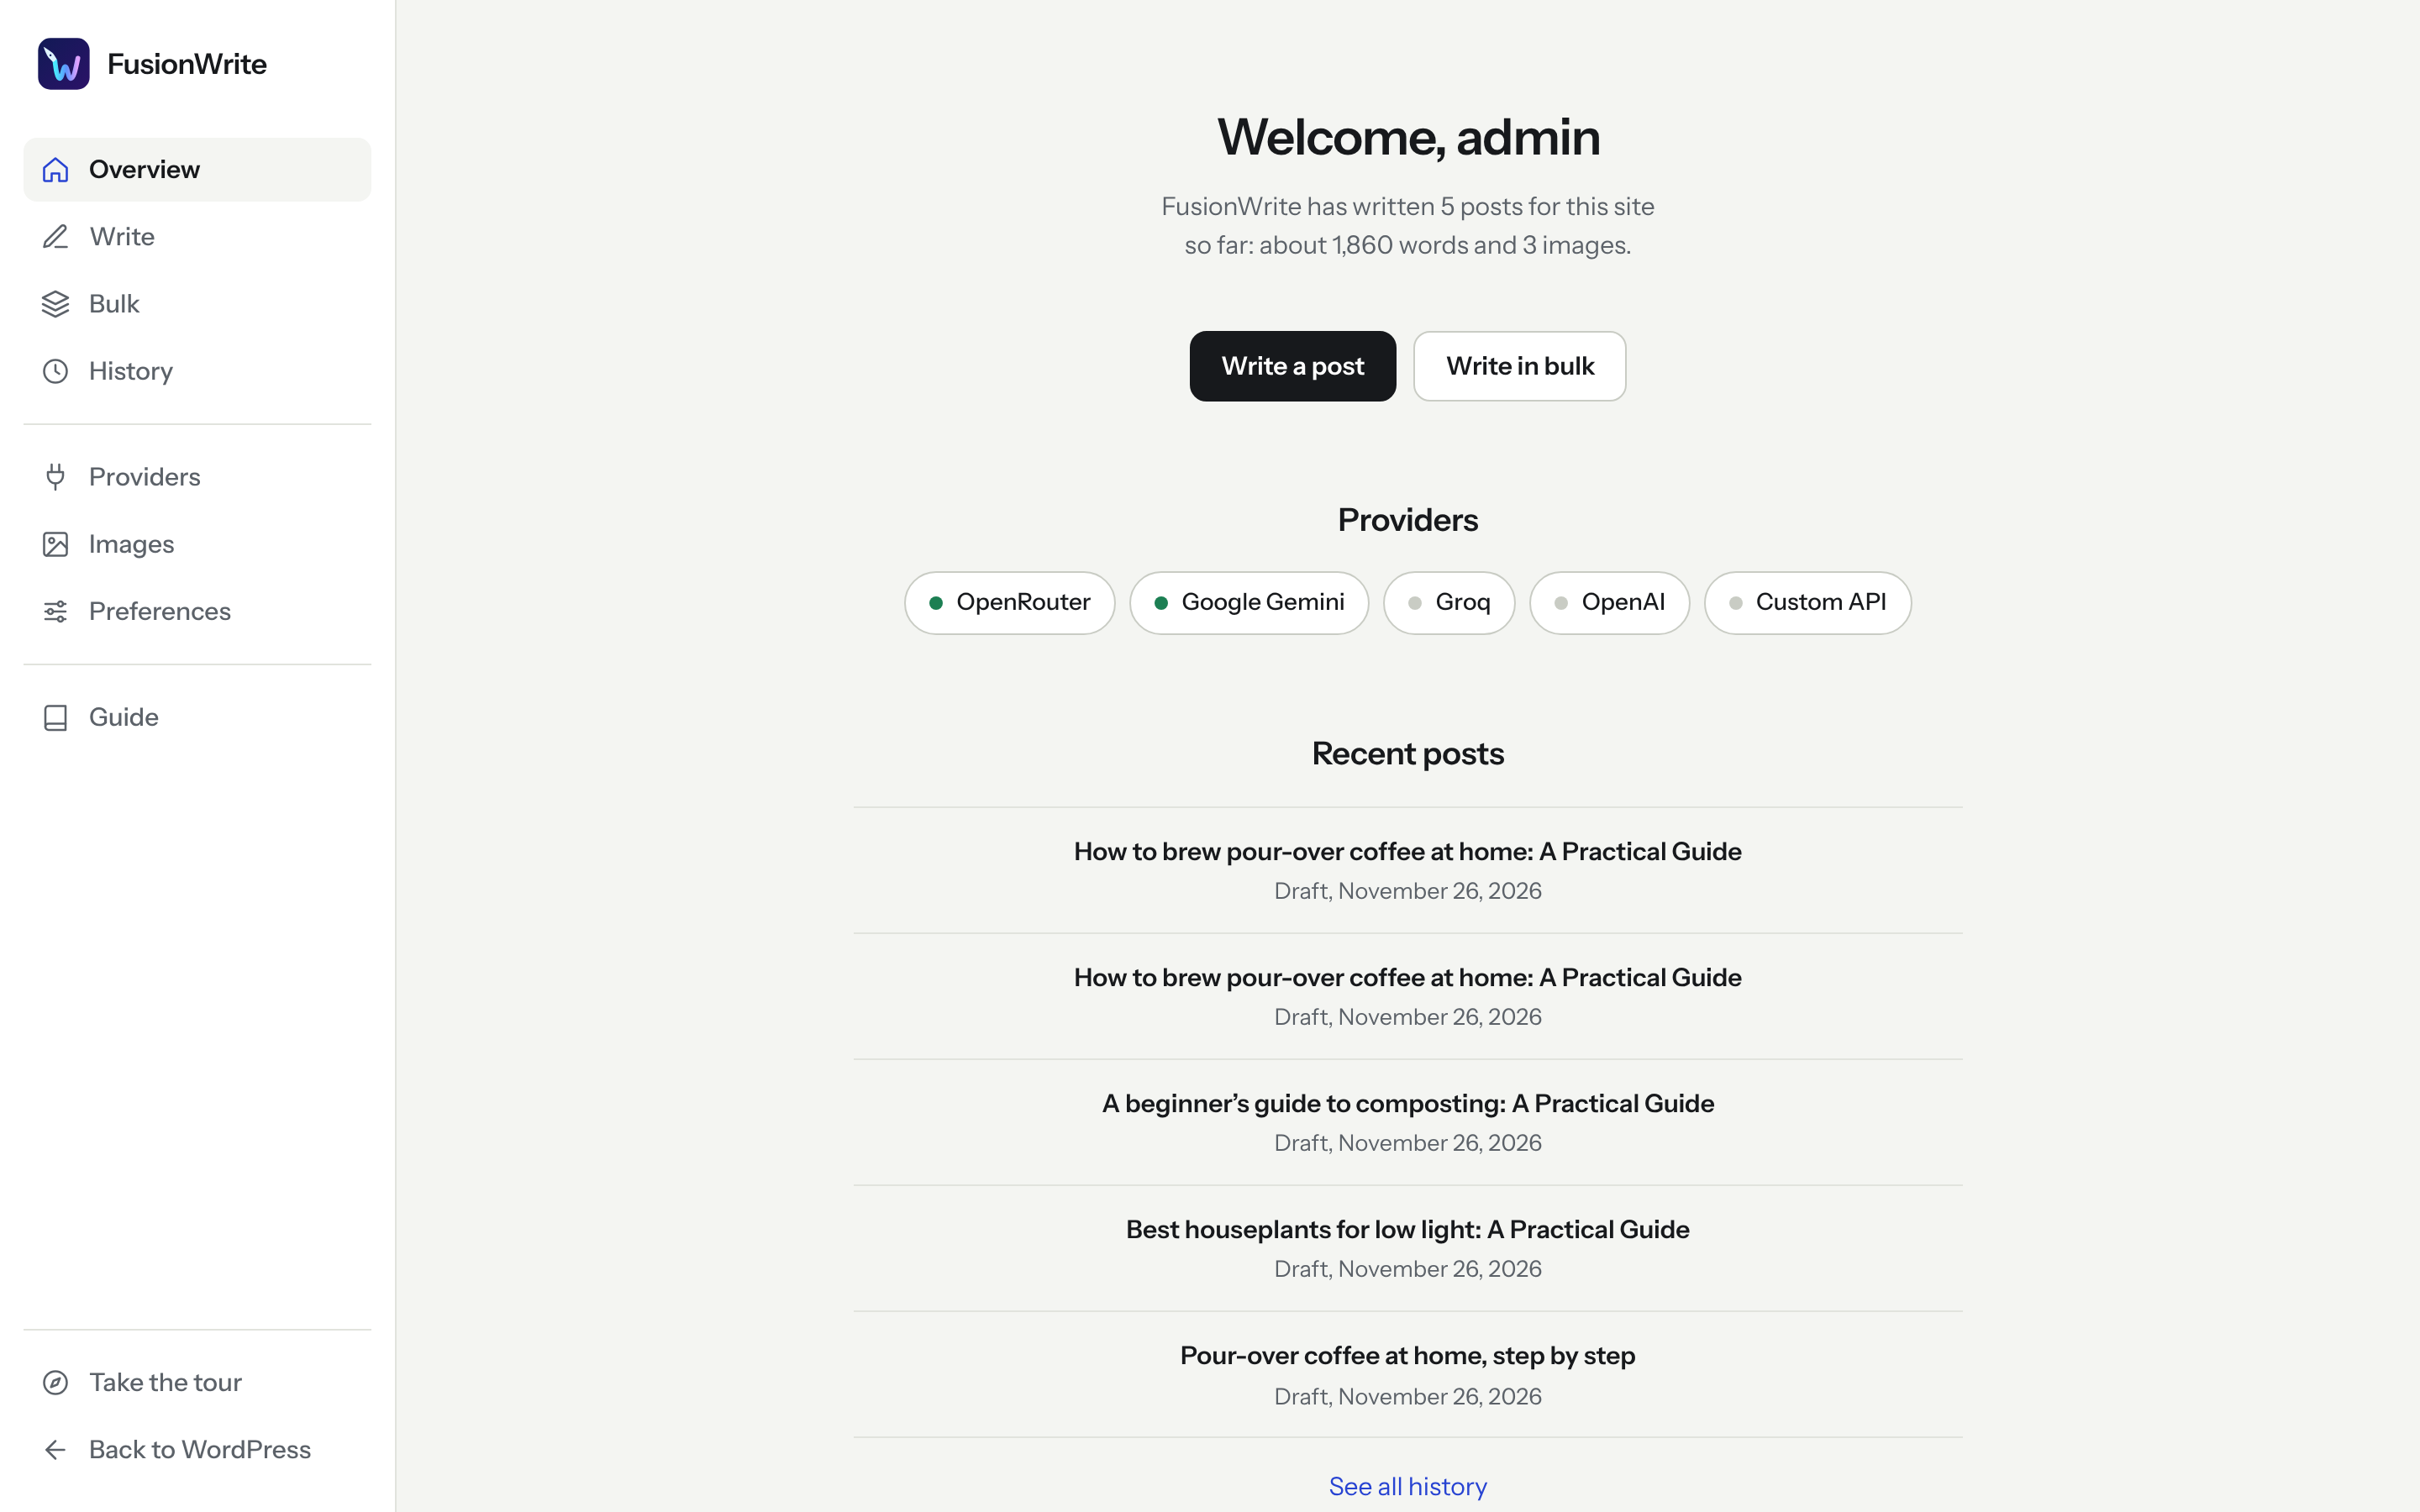 FusionWrite
Overview
Write
Bulk
History
Providers
Images
Preferences
Guide
Take the tour
Back to WordPress
Welcome, admin
FusionWrite has written 5 posts for this site
so far: about 1,860 words and 3 images.
Write a post
Write in bulk
Providers
OpenRouter
Google Gemini
Groq
OpenAI
Custom API
Recent posts
How to brew pour-over coffee at home: A Practical Guide
Draft, November 26, 2026
How to brew pour-over coffee at home: A Practical Guide
Draft, November 26, 2026
A beginner’s guide to composting: A Practical Guide
Draft, November 26, 2026
Best houseplants for low light: A Practical Guide
Draft, November 26, 2026
Pour-over coffee at home, step by step
Draft, November 26, 2026
See all history